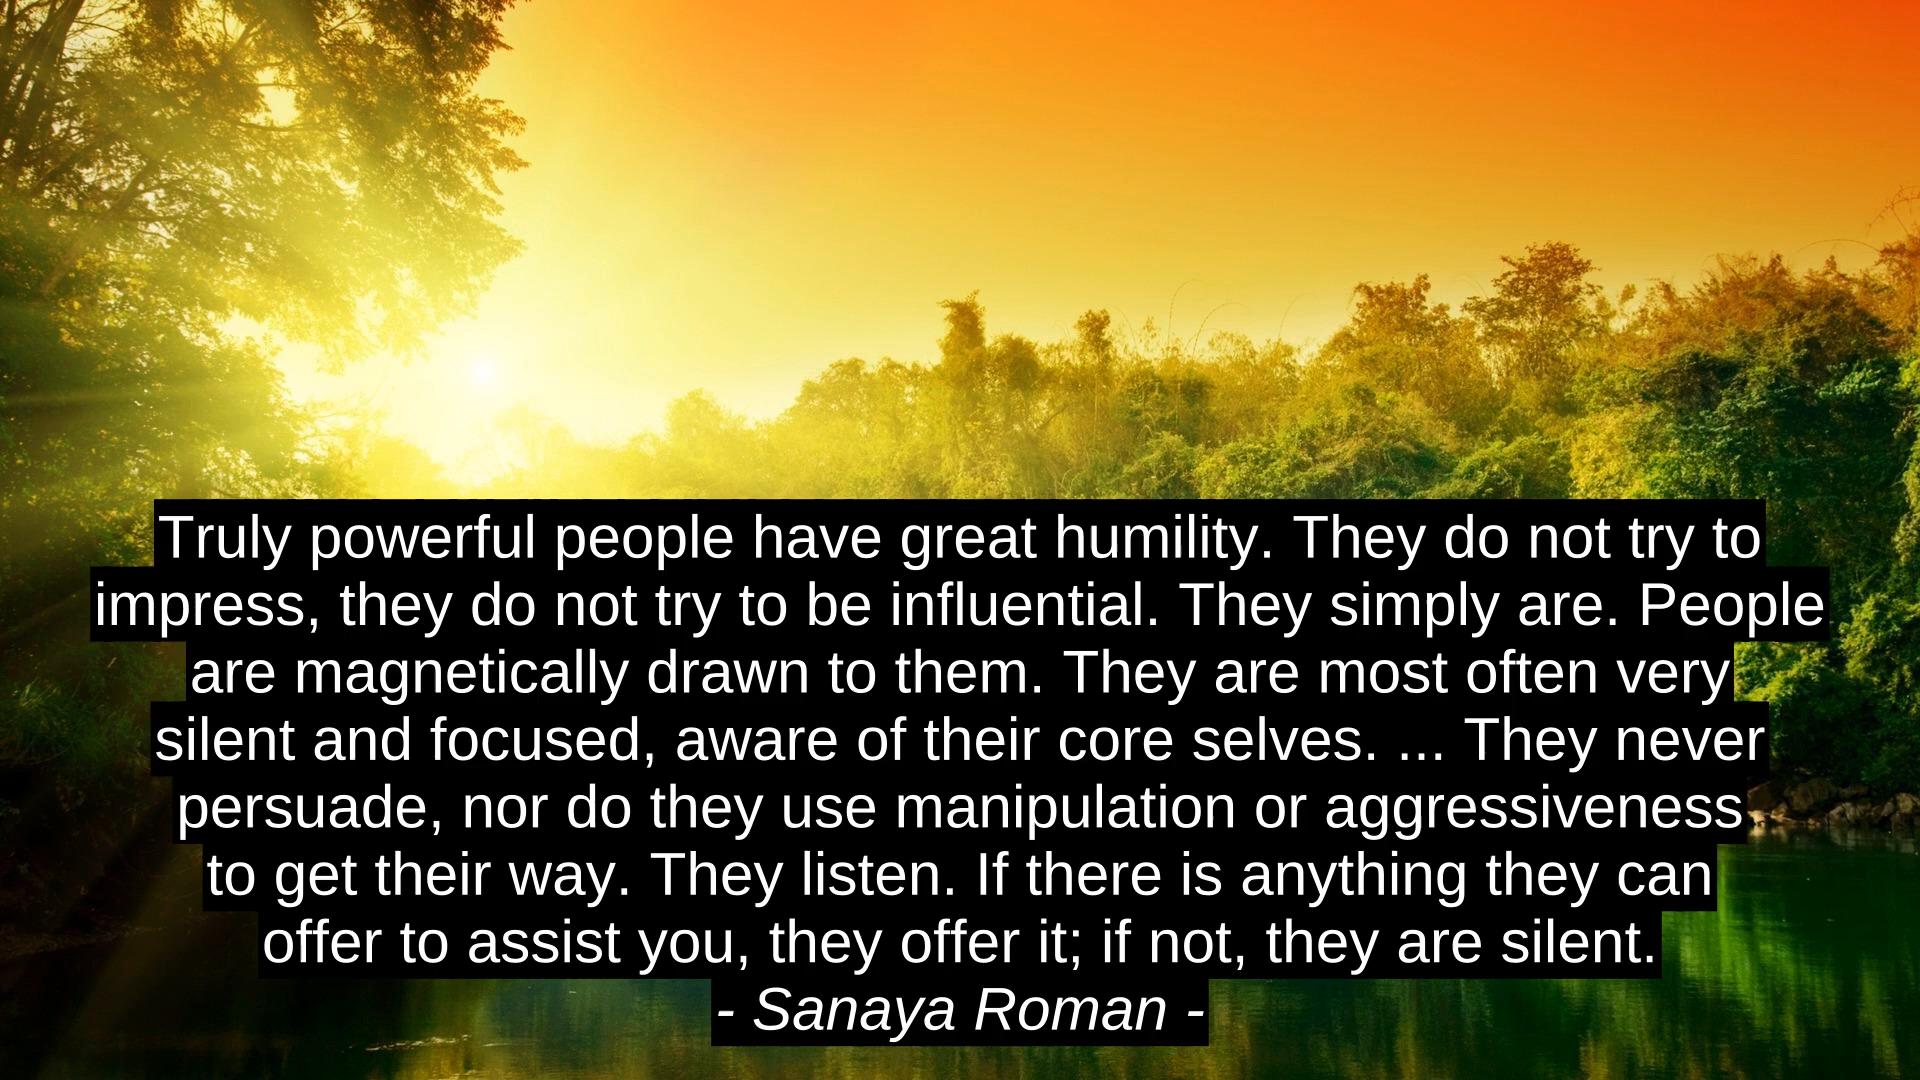 Truly powerful people have great humility. They do not try to
impress, they do not try to be influential. They simply are. People
are magnetically drawn to them. They are most often very
silent and focused, aware of their core selves. ... They never
persuade, nor do they use manipulation or aggressiveness
to get their way. They listen. If there is anything they can
offer to assist you, they offer it; if not, they are silent.
- Sanaya Roman -